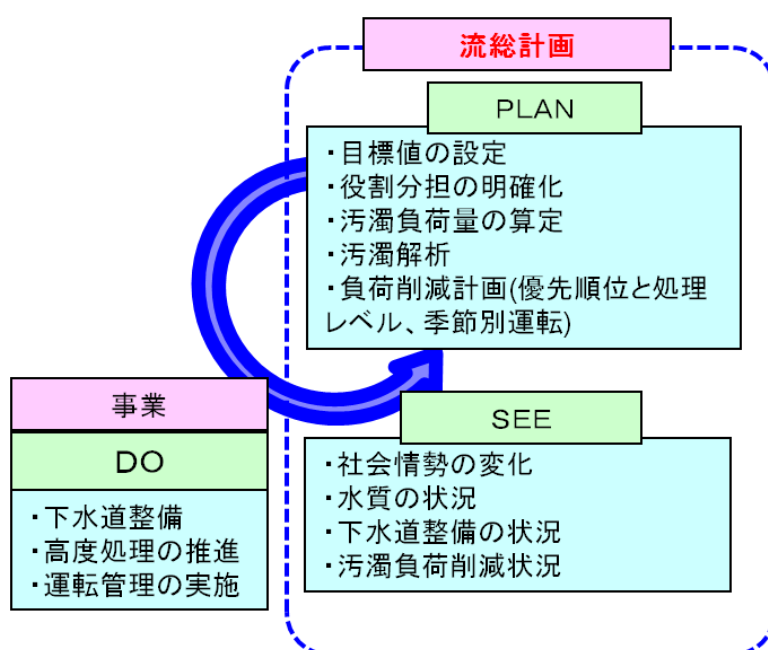 流総計画
PLAN
・目標値の設定
・役割分担の明確化
・汚濁負荷量の算定
・汚濁解析
・負荷削減計画(優先順位と処理
レベル、季節別運転)
事業
DO
・下水道整備
・高度処理の推進
・運転管理の実施
SEE
・社会情勢の変化
・水質の状況
・下水道整備の状況
・汚濁負荷削減状況